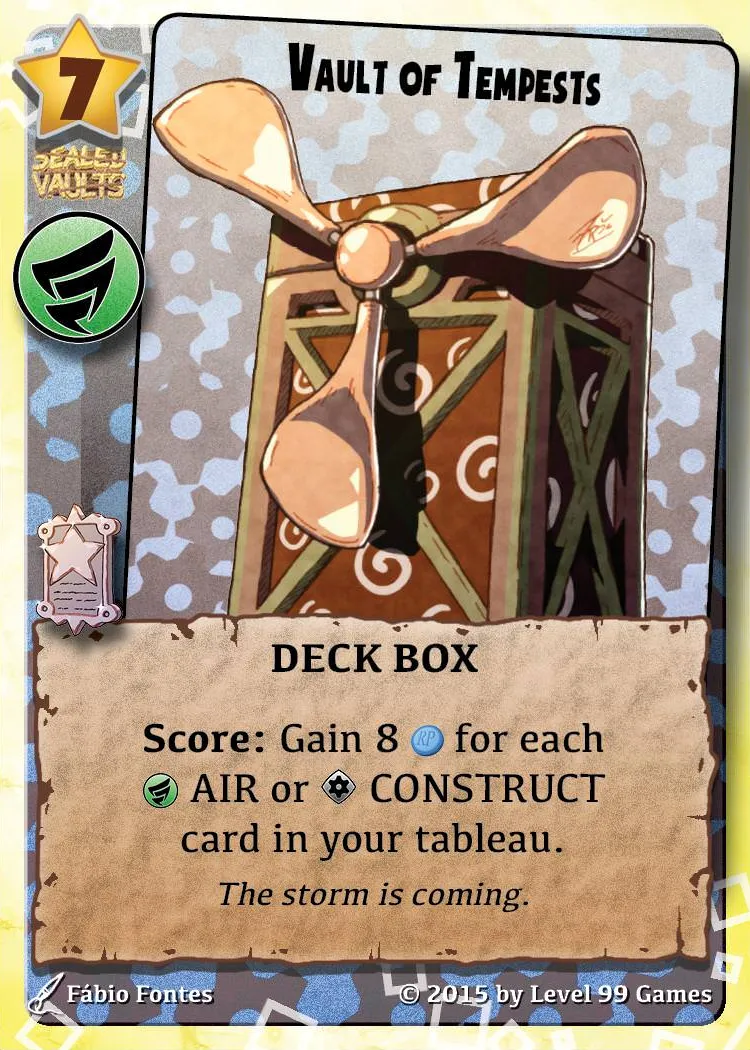 7
SEALED
VAULTS
VAULT OF TEMPESTS
DECK BOX
Score: Gain 8 RP for each
AIR or CONSTRUCT
card in your tableau.
The storm is coming.
Fábio Fontes
© 2015 by Level 99 Games